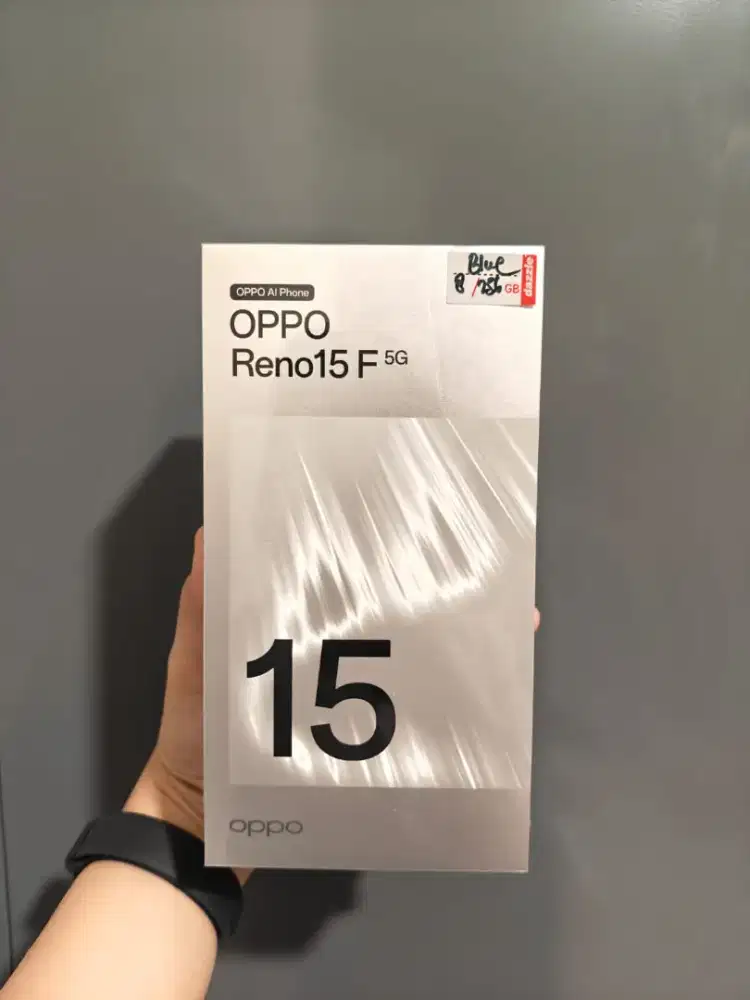 Blue
8/256 GB
dazzle
OPPO AI Phone
OPPO
Reno15 F 5G
15
oppo